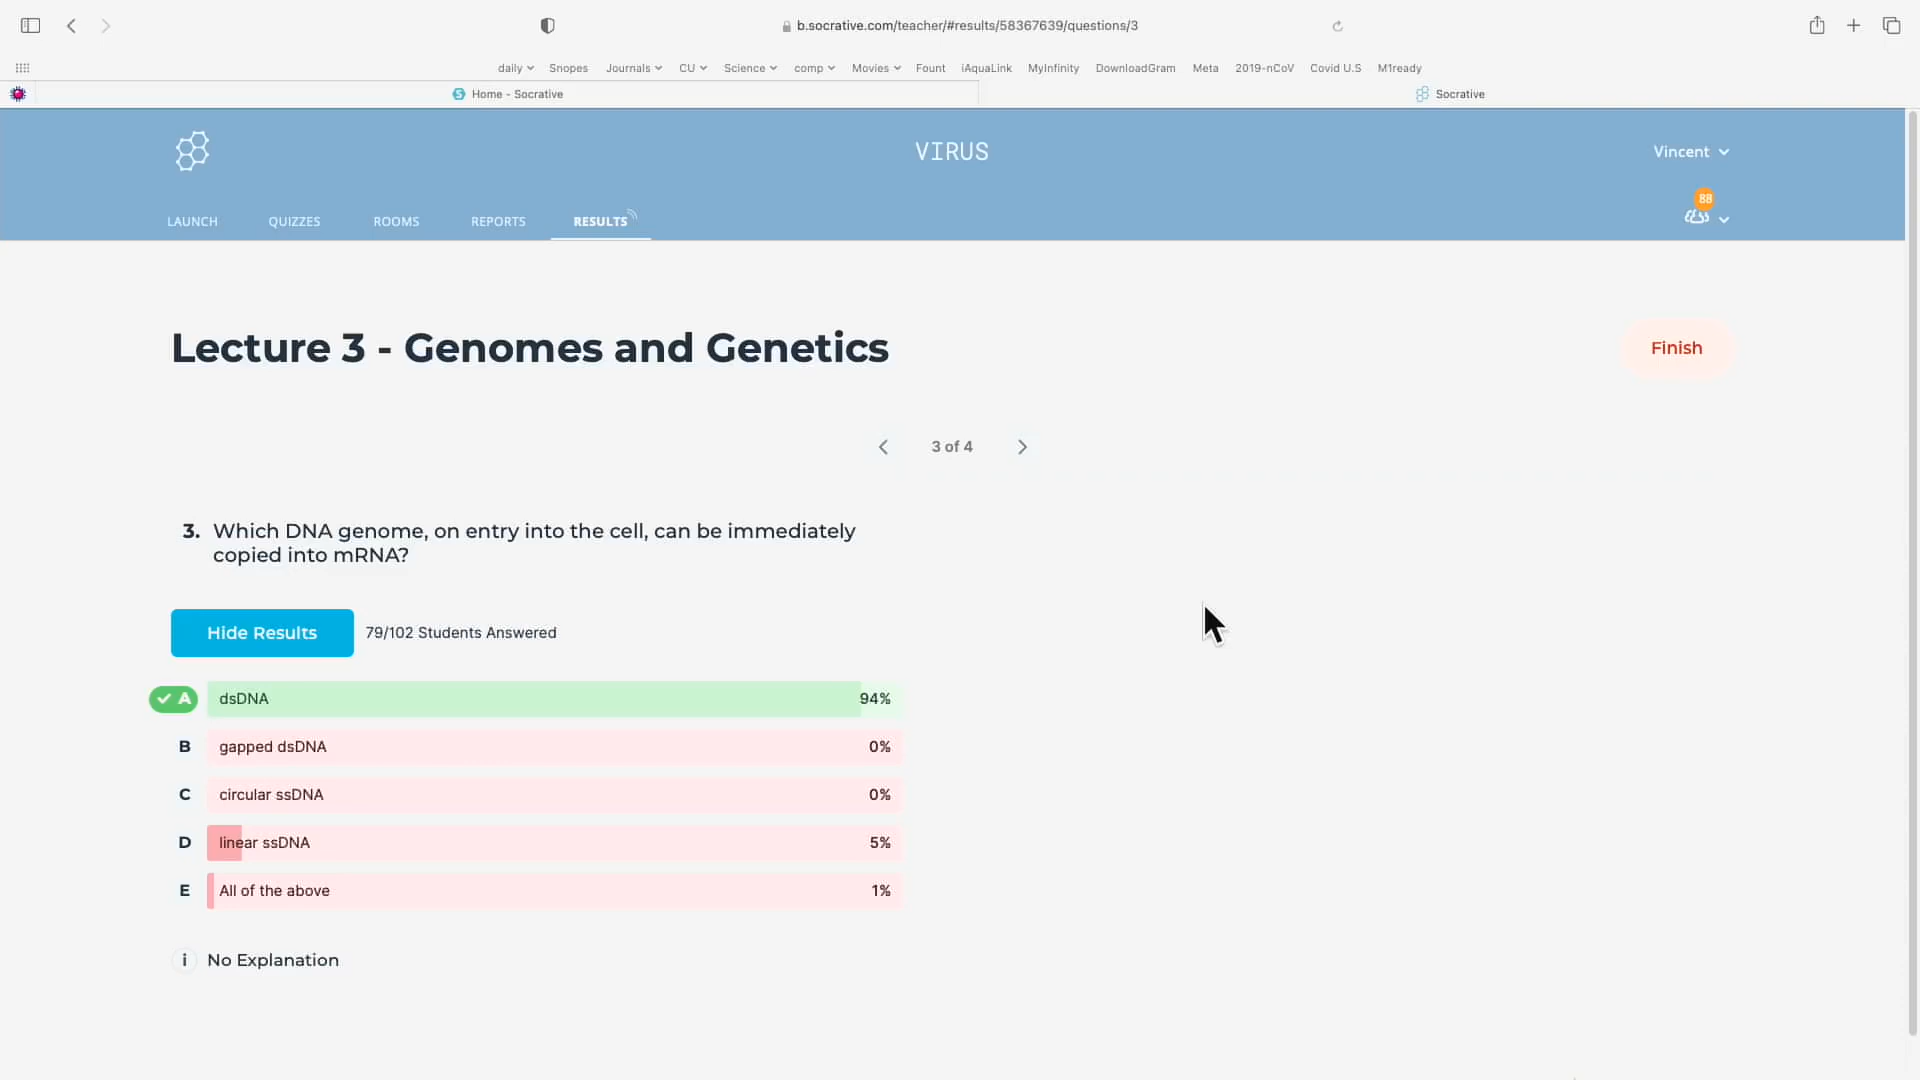 b.socrative.com/teacher/#results/58367639/questions/3
daily Snopes Journals CU Science comp Movies Fount iAquaLink MyInfinity DownloadGram Meta 2019-nCoV Covid U.S M1ready
Home - Socrative Socrative
VIRUS
Vincent
88
LAUNCH QUIZZES ROOMS REPORTS RESULTS
Lecture 3 - Genomes and Genetics
Finish
3 of 4
3. Which DNA genome, on entry into the cell, can be immediately
copied into mRNA?
Hide Results 79/102 Students Answered
A dsDNA 94%
B gapped dsDNA 0%
C circular ssDNA 0%
D linear ssDNA 5%
E All of the above 1%
i No Explanation